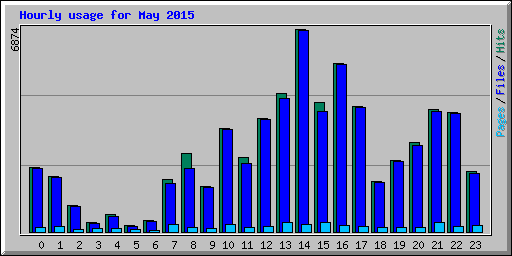 Hourly usage for May 2015
6874
Pages / Files / Hits
0 1 2 3 4 5 6 7 8 9 10 11 12 13 14 15 16 17 18 19 20 21 22 23